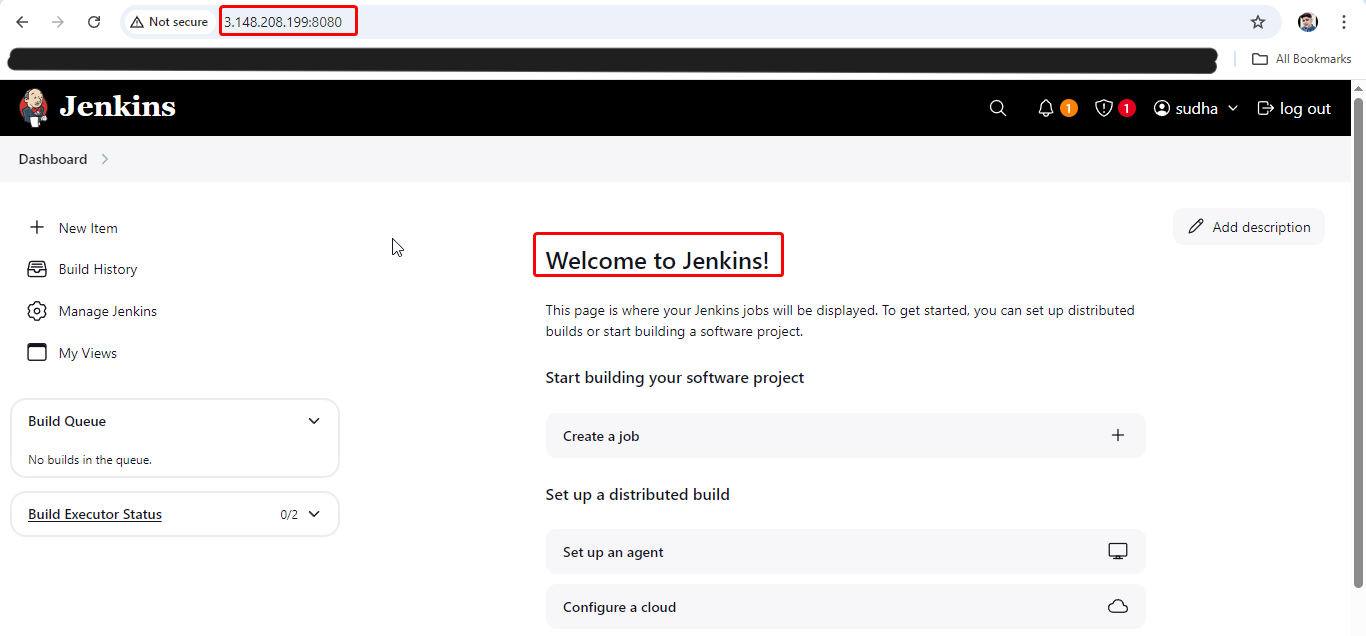 Not secure 3.148.208.199:8080
All Bookmarks
Jenkins 1 1 sudha log out
Dashboard
New Item
Build History
Manage Jenkins
My Views
Build Queue
No builds in the queue.
Build Executor Status 0/2
Add description
Welcome to Jenkins!
This page is where your Jenkins jobs will be displayed. To get started, you can set up distributed
builds or start building a software project.
Start building your software project
Create a job
Set up a distributed build
Set up an agent
Configure a cloud